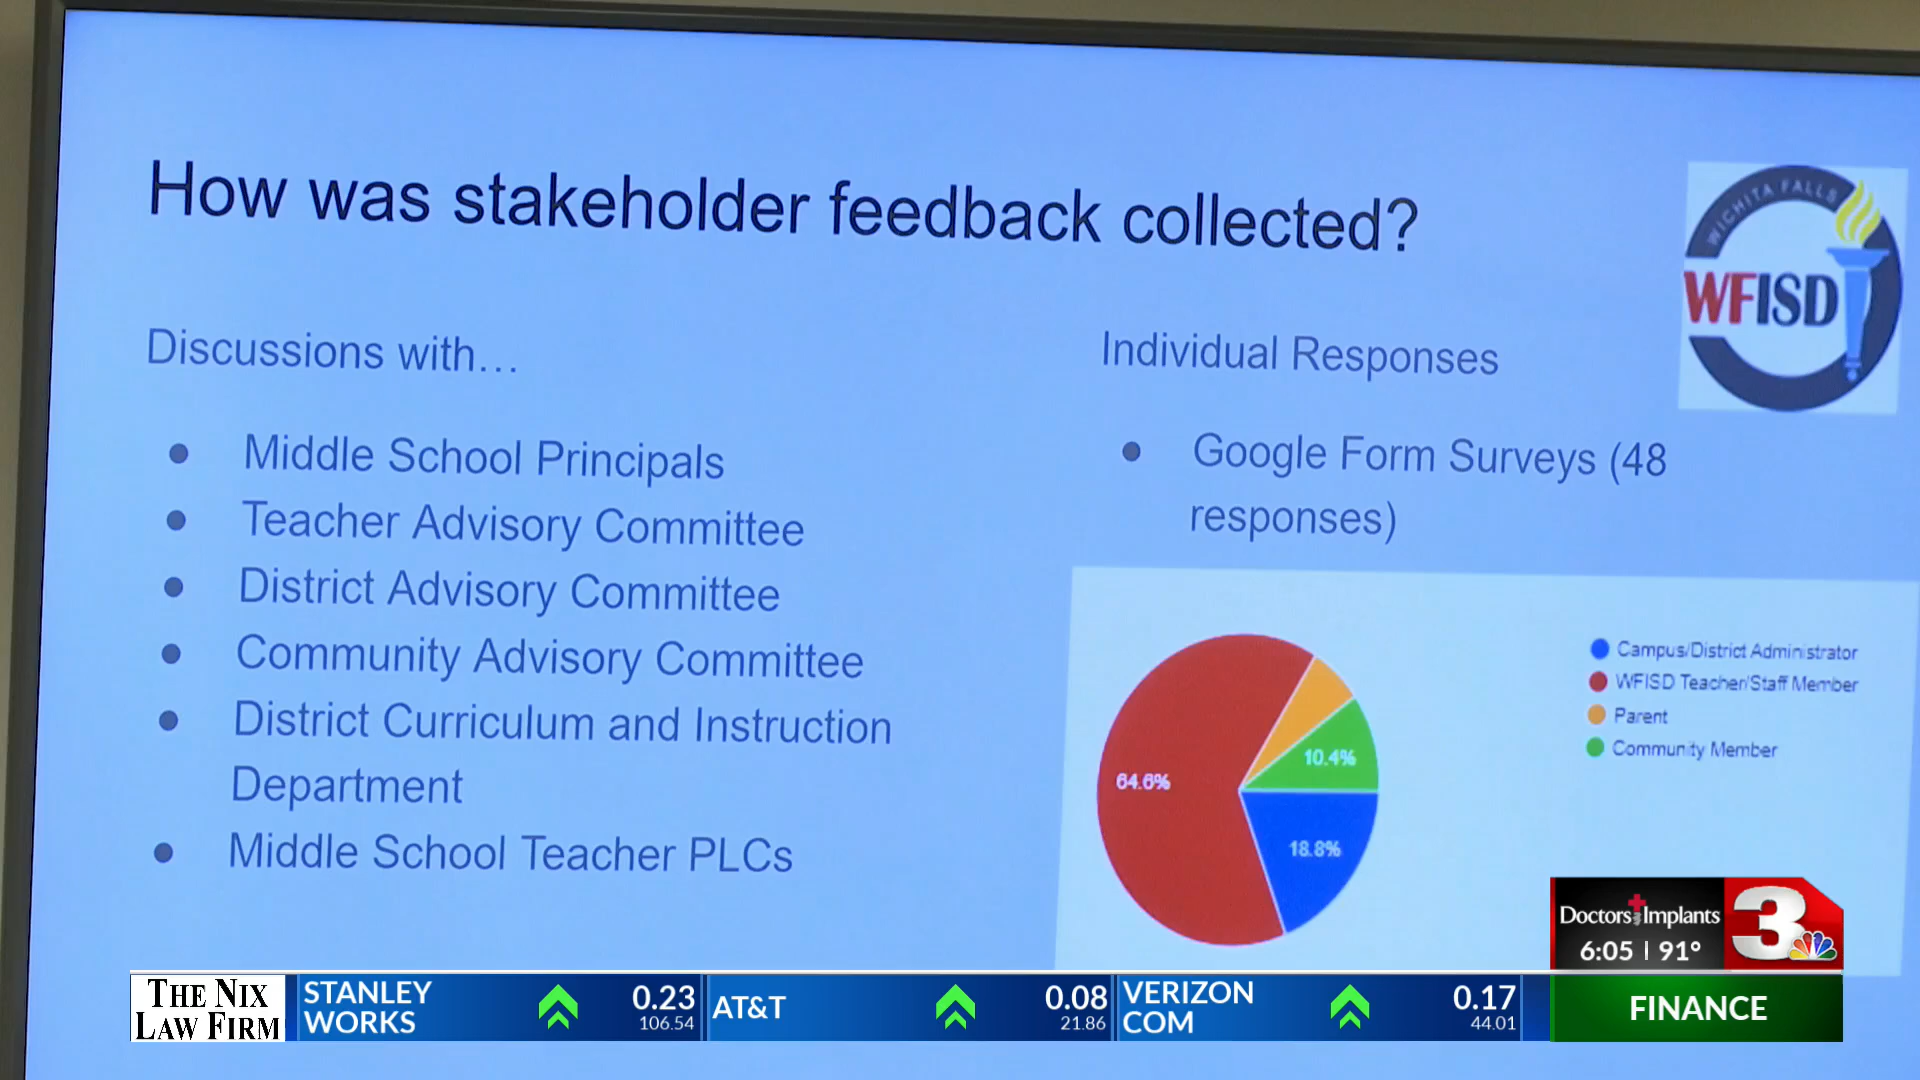 How was stakeholder feedback collected?
WICHITA FALLS
WFISD
Discussions with…
● Middle School Principals
● Teacher Advisory Committee
● District Advisory Committee
● Community Advisory Committee
● District Curriculum and Instruction
Department
● Middle School Teacher PLCs
Individual Responses
● Google Form Surveys (48
responses)
64.6%
10.4%
18.8%
Campus/District Administrator
WFISD Teacher/Staff Member
Parent
Community Member
Doctors Implants
6:05 | 91°
3
THE NIX
LAW FIRM
STANLEY
WORKS
0.23
106.54
AT&T
0.08
21.86
VERIZON
COM
0.17
44.01
FINANCE